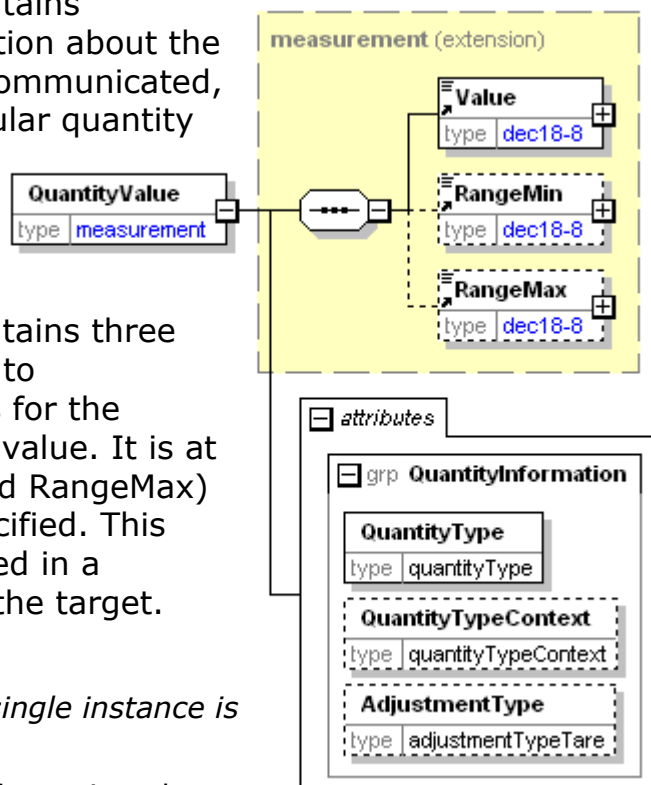 tains
tion about the
ommunicated,
ular quantity
measurement (extension)
Value
type dec18-8
RangeMin
type dec18-8
RangeMax
type dec18-8
QuantityValue
type measurement
tains three
to
s for the
value. It is at
d RangeMax)
cified. This
ed in a
the target.
single instance is
attributes
grp QuantityInformation
QuantityType
type quantityType
QuantityTypeContext
type quantityTypeContext
AdjustmentType
type adjustmentTypeTare